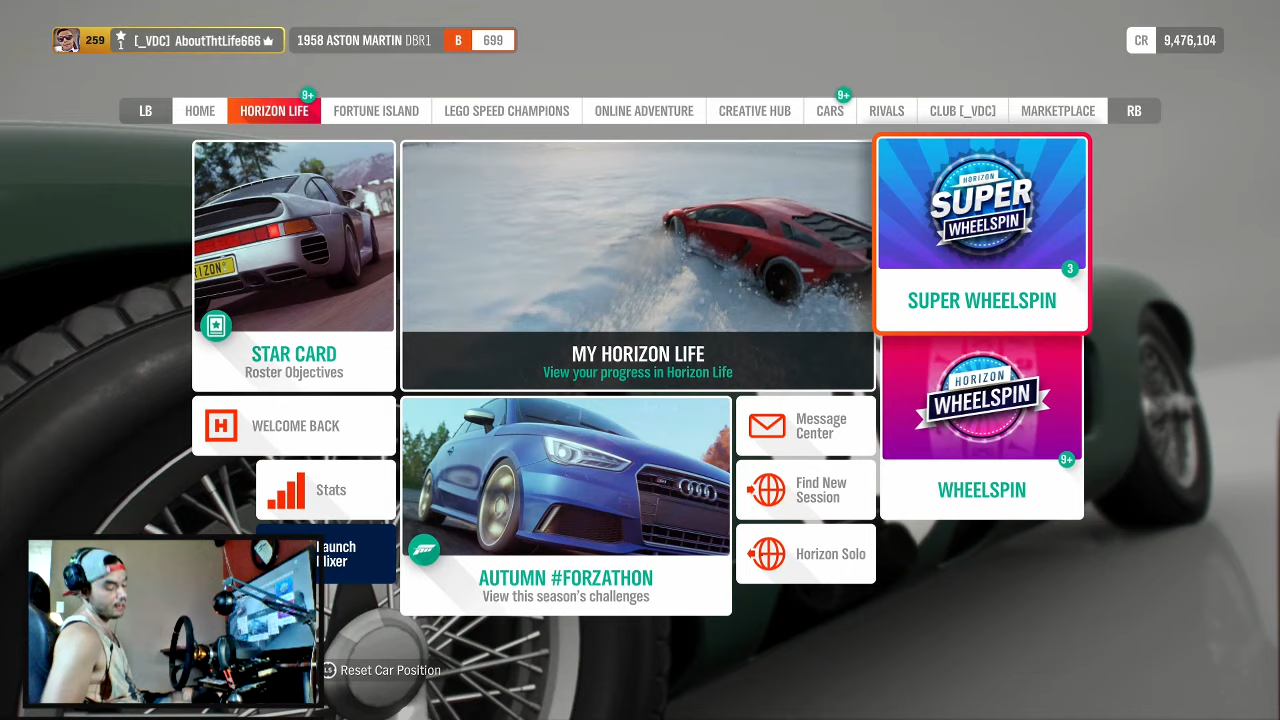 259
1
[_VDC] AboutThtLife666
1958 ASTON MARTIN DBR1
B
699
CR
9,476,104
LB
HOME
HORIZON LIFE
9+
FORTUNE ISLAND
LEGO SPEED CHAMPIONS
ONLINE ADVENTURE
CREATIVE HUB
CARS
9+
RIVALS
CLUB [_VDC]
MARKETPLACE
RB
IZON
STAR CARD
Roster Objectives
MY HORIZON LIFE
View your progress in Horizon Life
HORIZON
SUPER
WHEELSPIN
3
SUPER WHEELSPIN
HORIZON
WHEELSPIN
9+
WHEELSPIN
H
WELCOME BACK
Stats
aunch
Mixer
AUTUMN #FORZATHON
View this season's challenges
Message
Center
Find New
Session
Horizon Solo
Reset Car Position